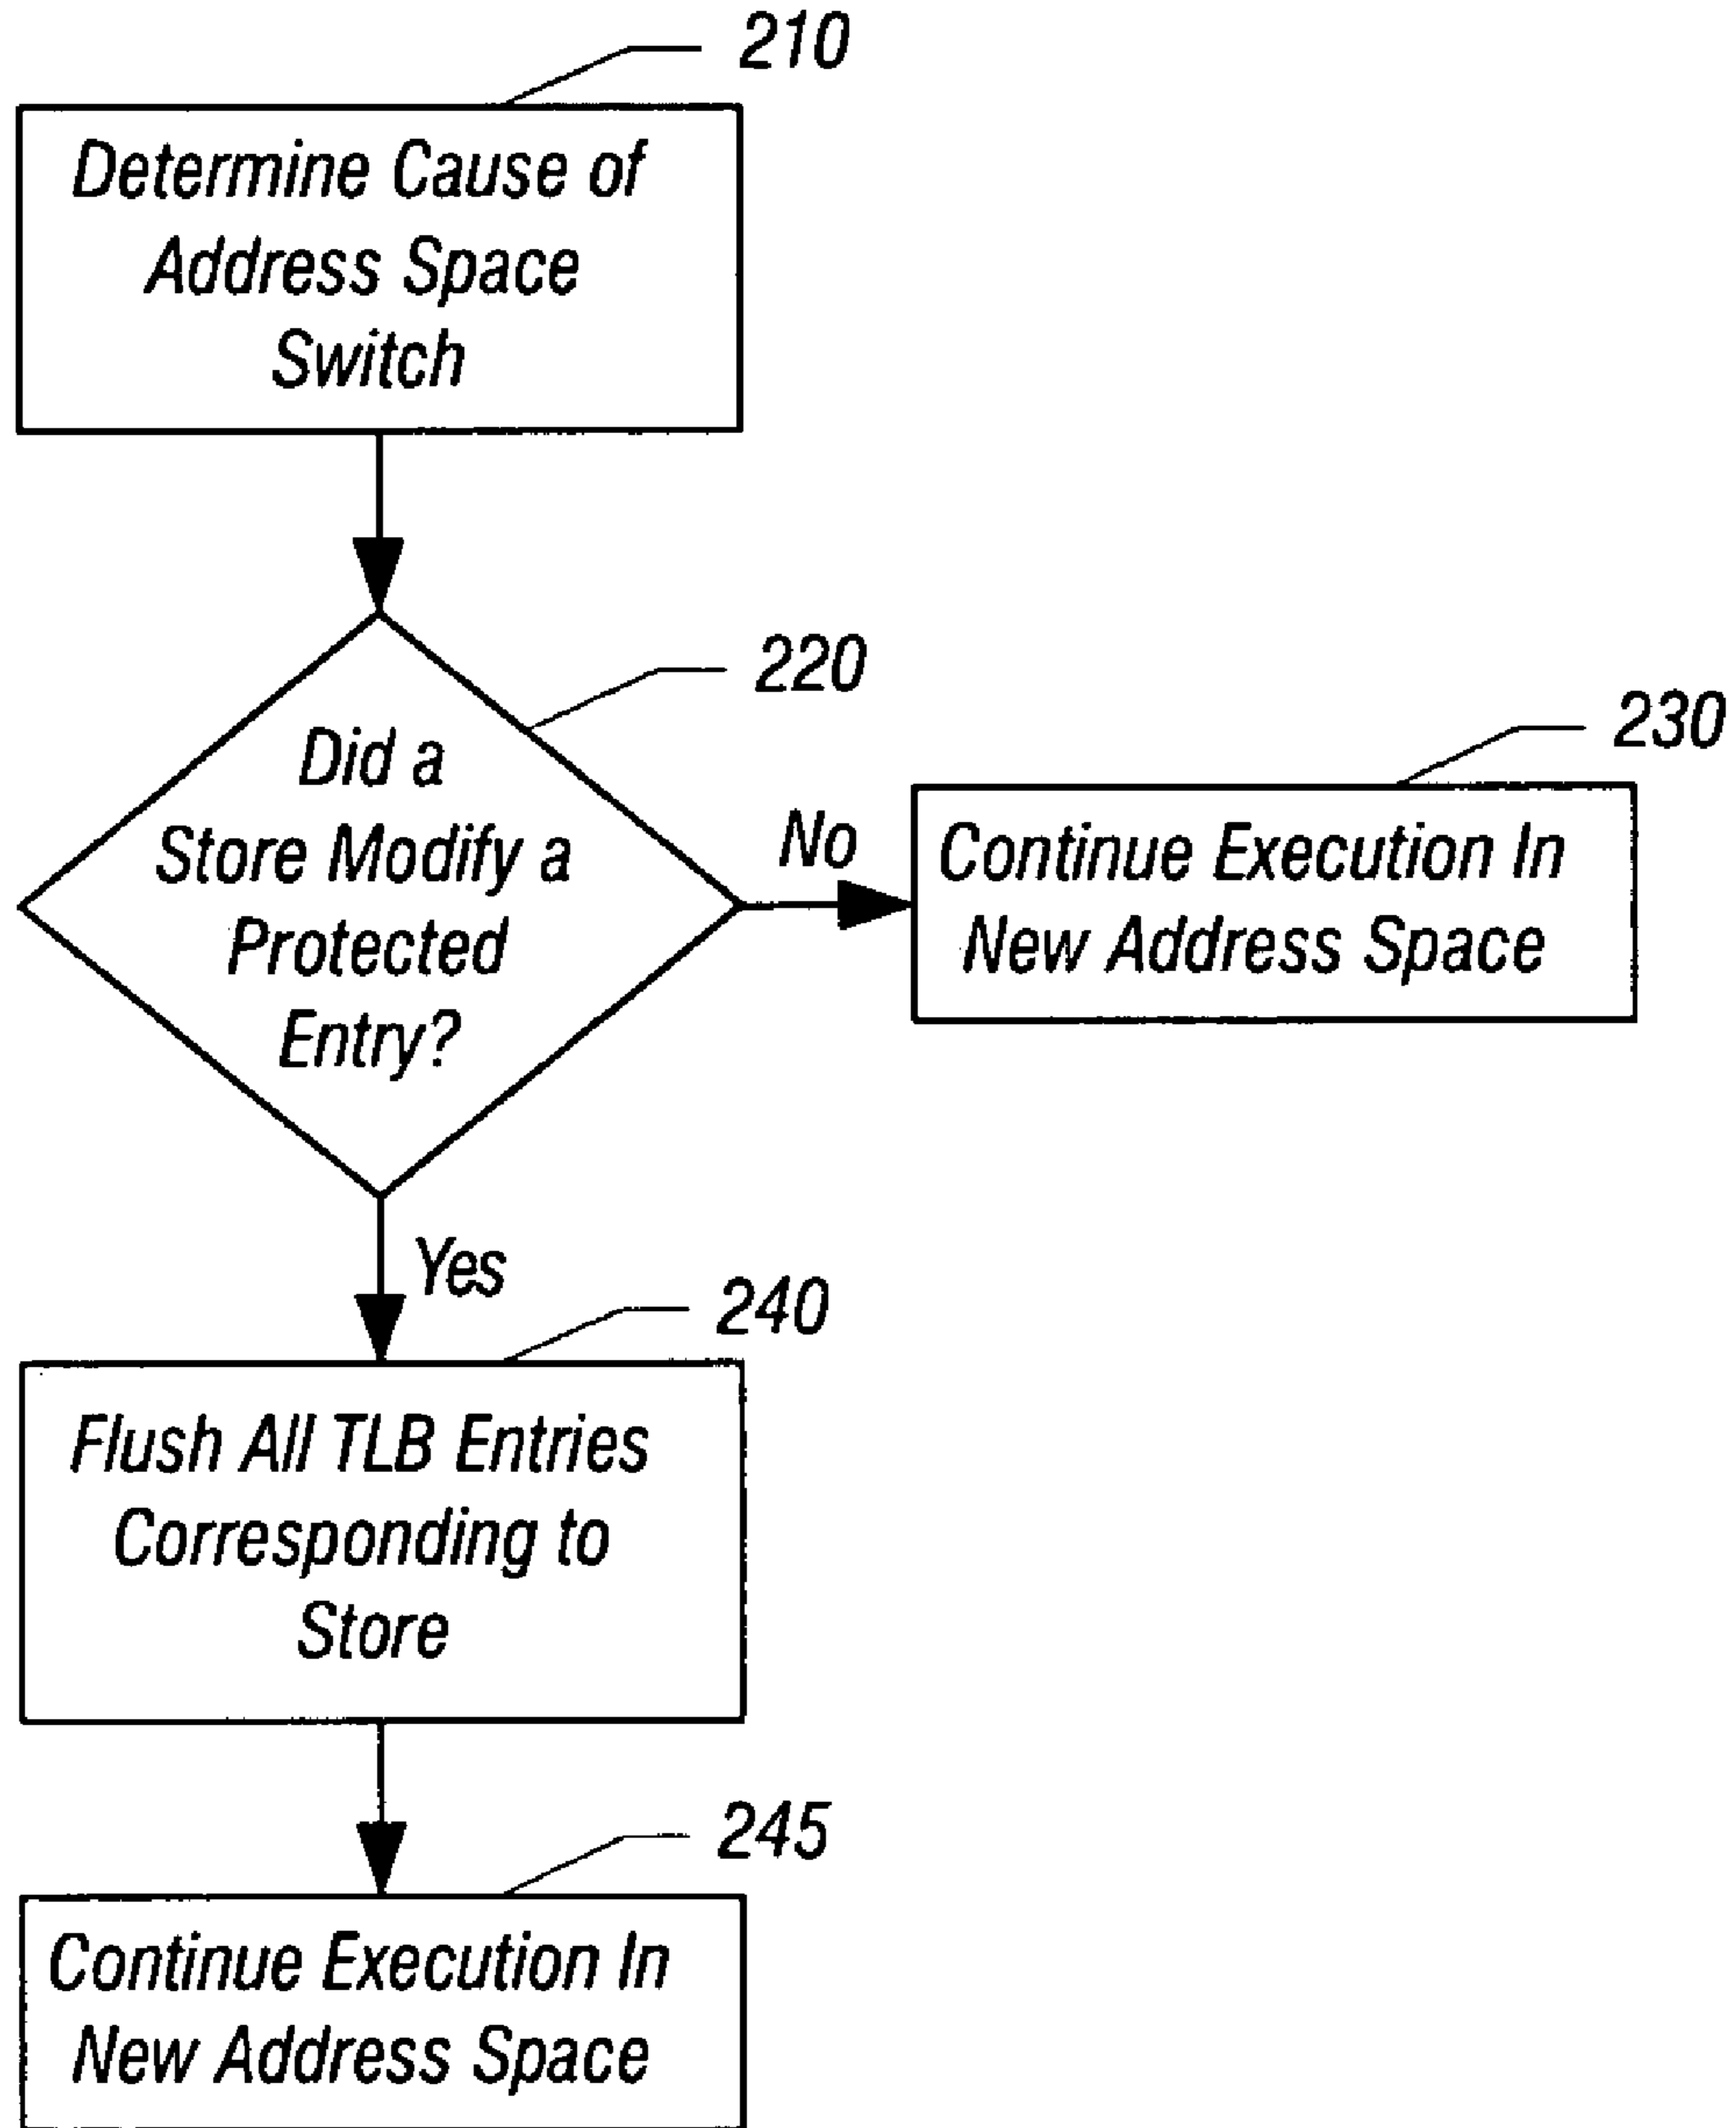 210
Determine Cause of
Address Space
Switch
220
Did a
Store Modify a
Protected
Entry?
No
230
Continue Execution In
New Address Space
Yes
240
Flush All TLB Entries
Corresponding to
Store
245
Continue Execution In
New Address Space